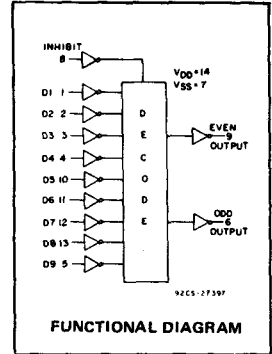 INHIBIT
8
VDD=14
VSS=7
D1 1
D2 2
D3 3
D4 4
D5 10
D6 11
D7 12
D8 13
D9 5
D
E
C
O
D
E
EVEN
9
OUTPUT
ODD
6
OUTPUT
92CS-27397
FUNCTIONAL DIAGRAM